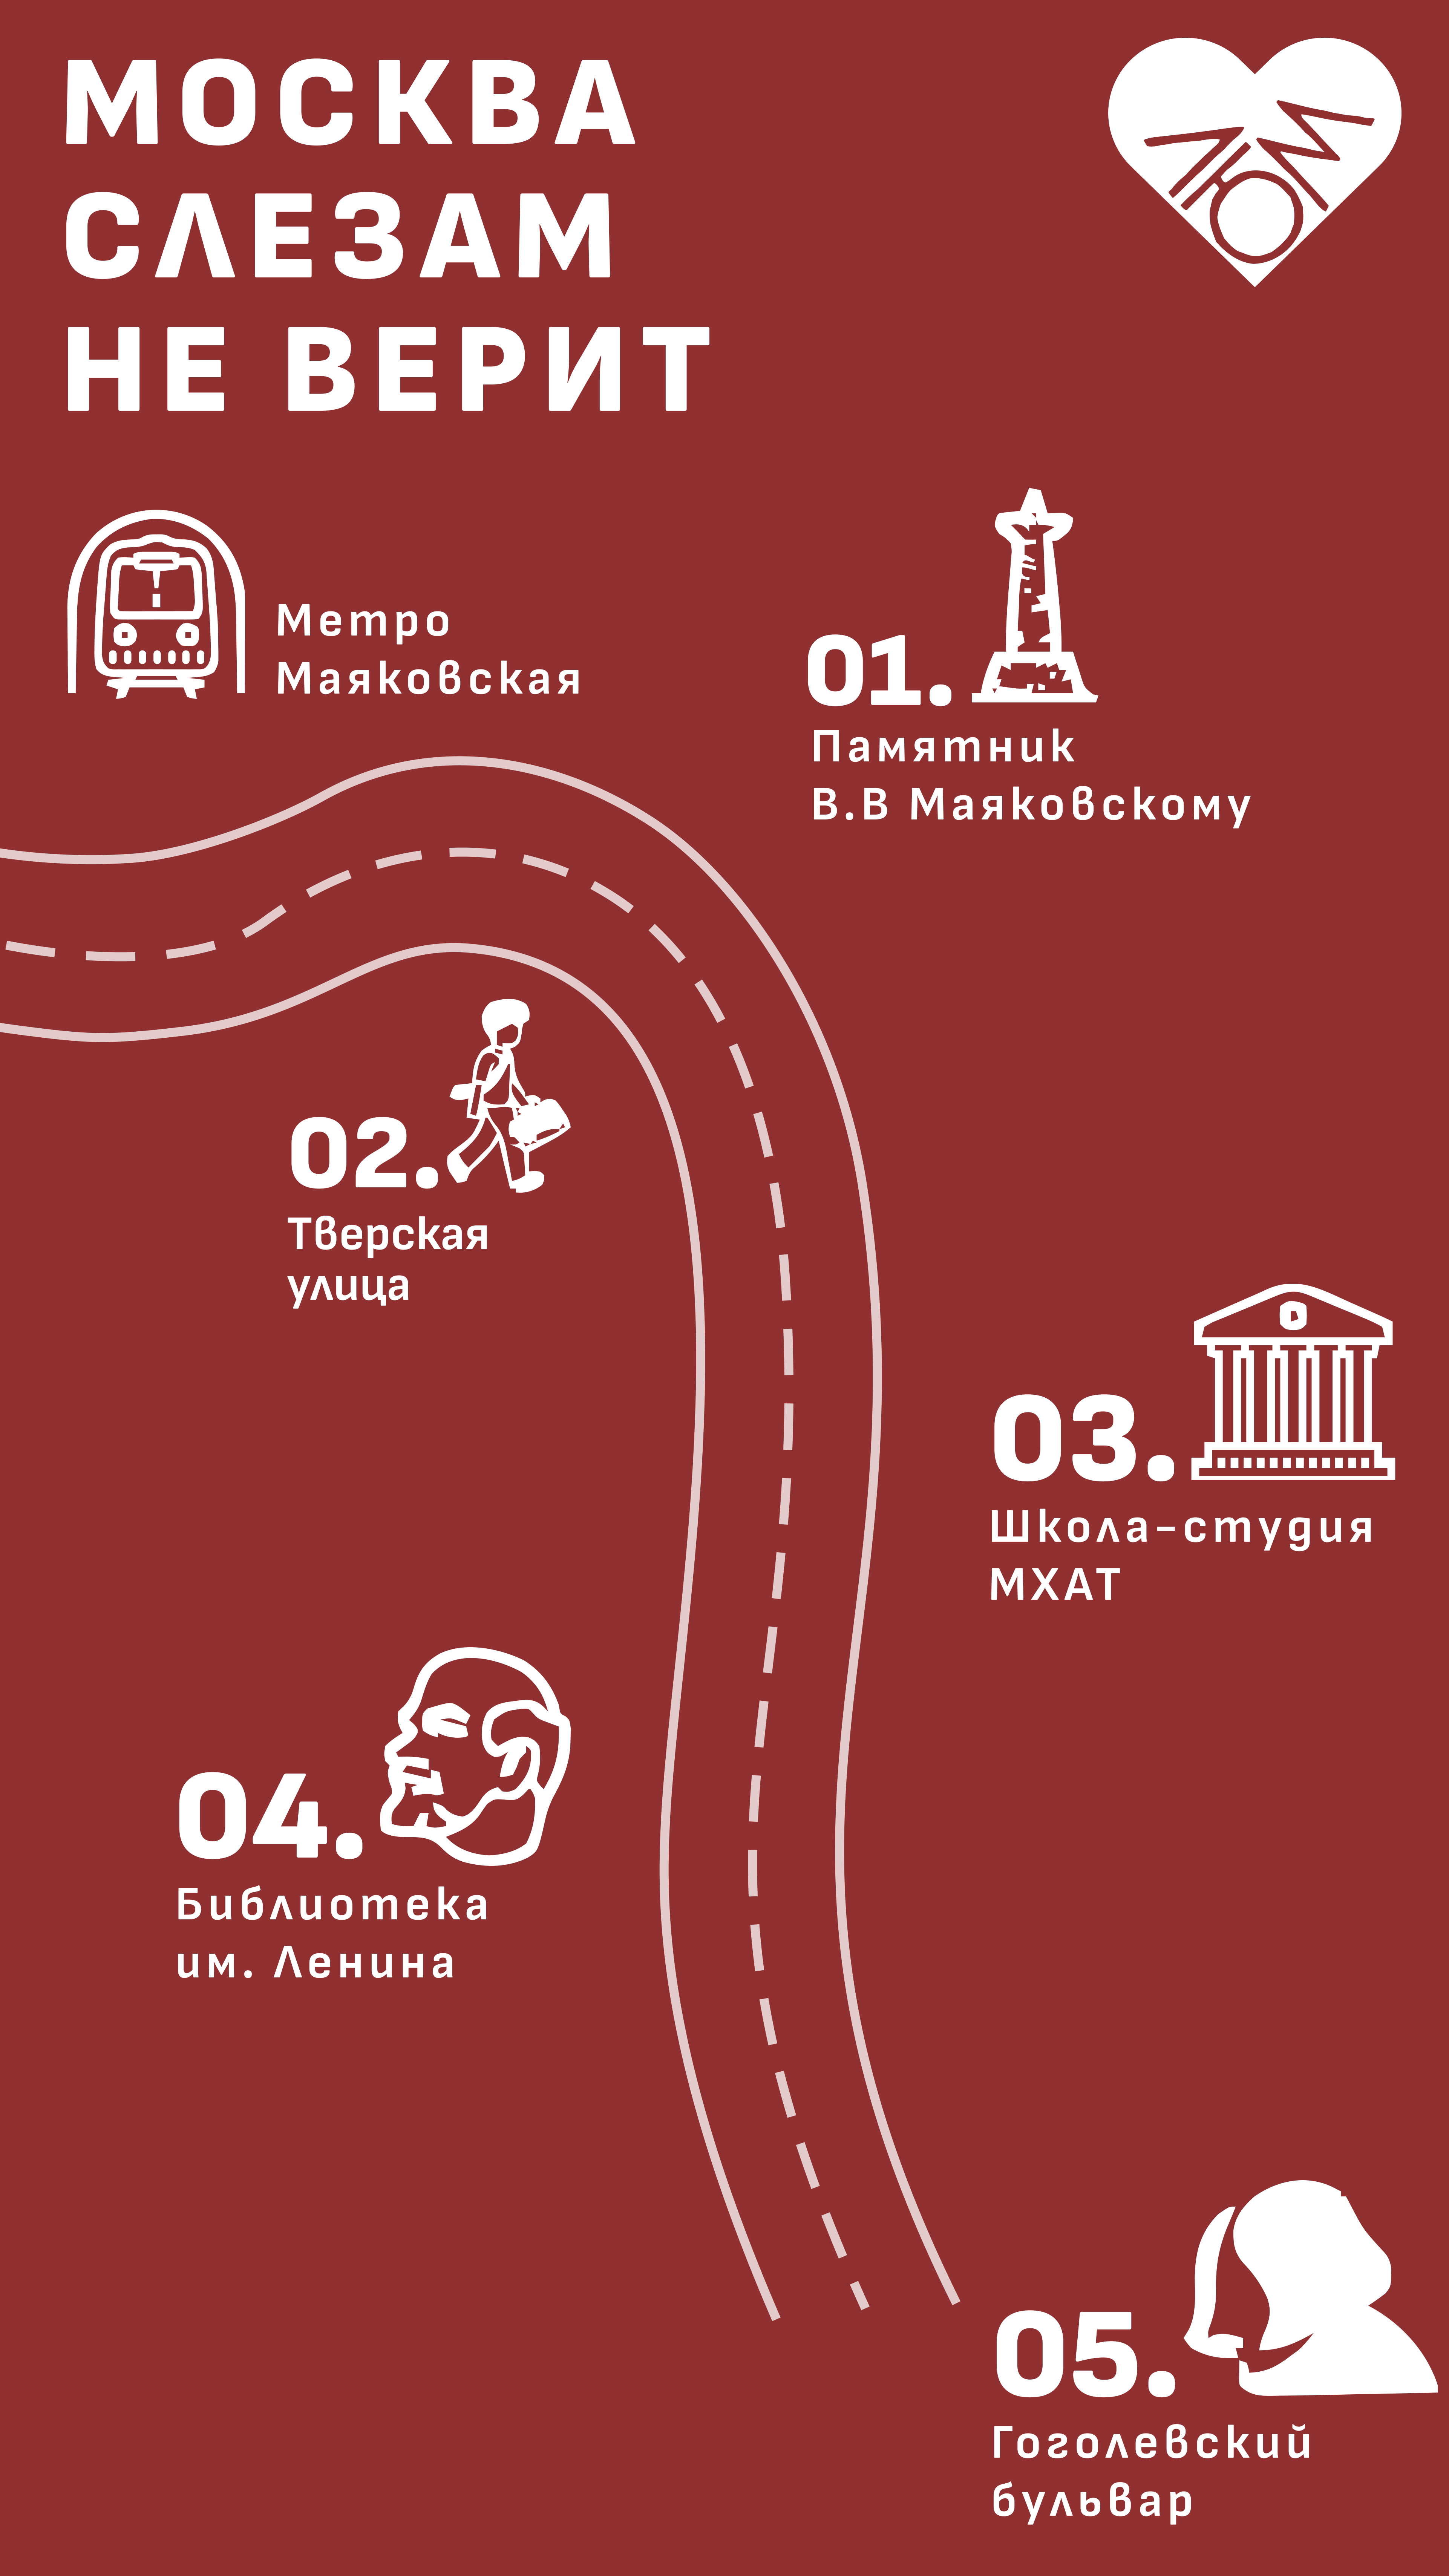 МОСКВА
СЛЕЗАМ
НЕ ВЕРИТ
Метро
Маяковская
01.
Памятник
В.В Маяковскому
02.
Тверская
улица
03.
Школа-студия
МХАТ
04.
Библиотека
им. Ленина
05.
Гоголевский
бульвар